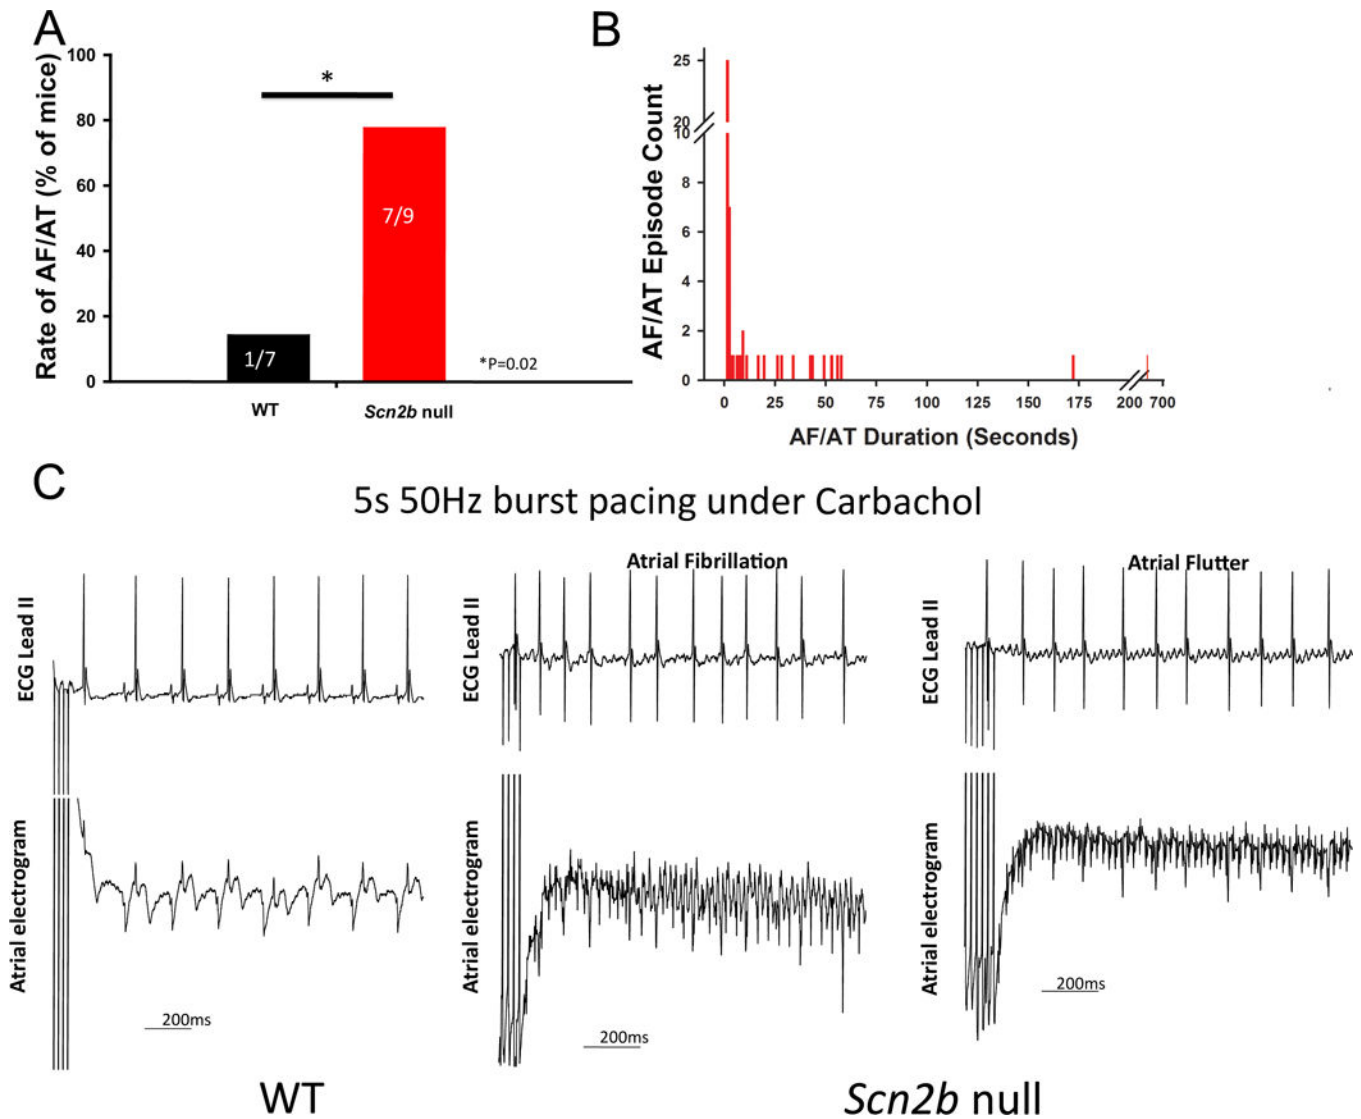 A
Rate of AF/AT (% of mice)
100
80
60
40
20
0
*
1/7
7/9
*P=0.02
WT
Scn2b null
B
AF/AT Episode Count
25
20
10
8
6
4
2
0
0 25 50 75 100 125 150 175 200 700
AF/AT Duration (Seconds)
C
5s 50Hz burst pacing under Carbachol
ECG Lead II
Atrial electrogram
200ms
Atrial Fibrillation
ECG Lead II
Atrial electrogram
200ms
Atrial Flutter
ECG Lead II
Atrial electrogram
200ms
WT
Scn2b null